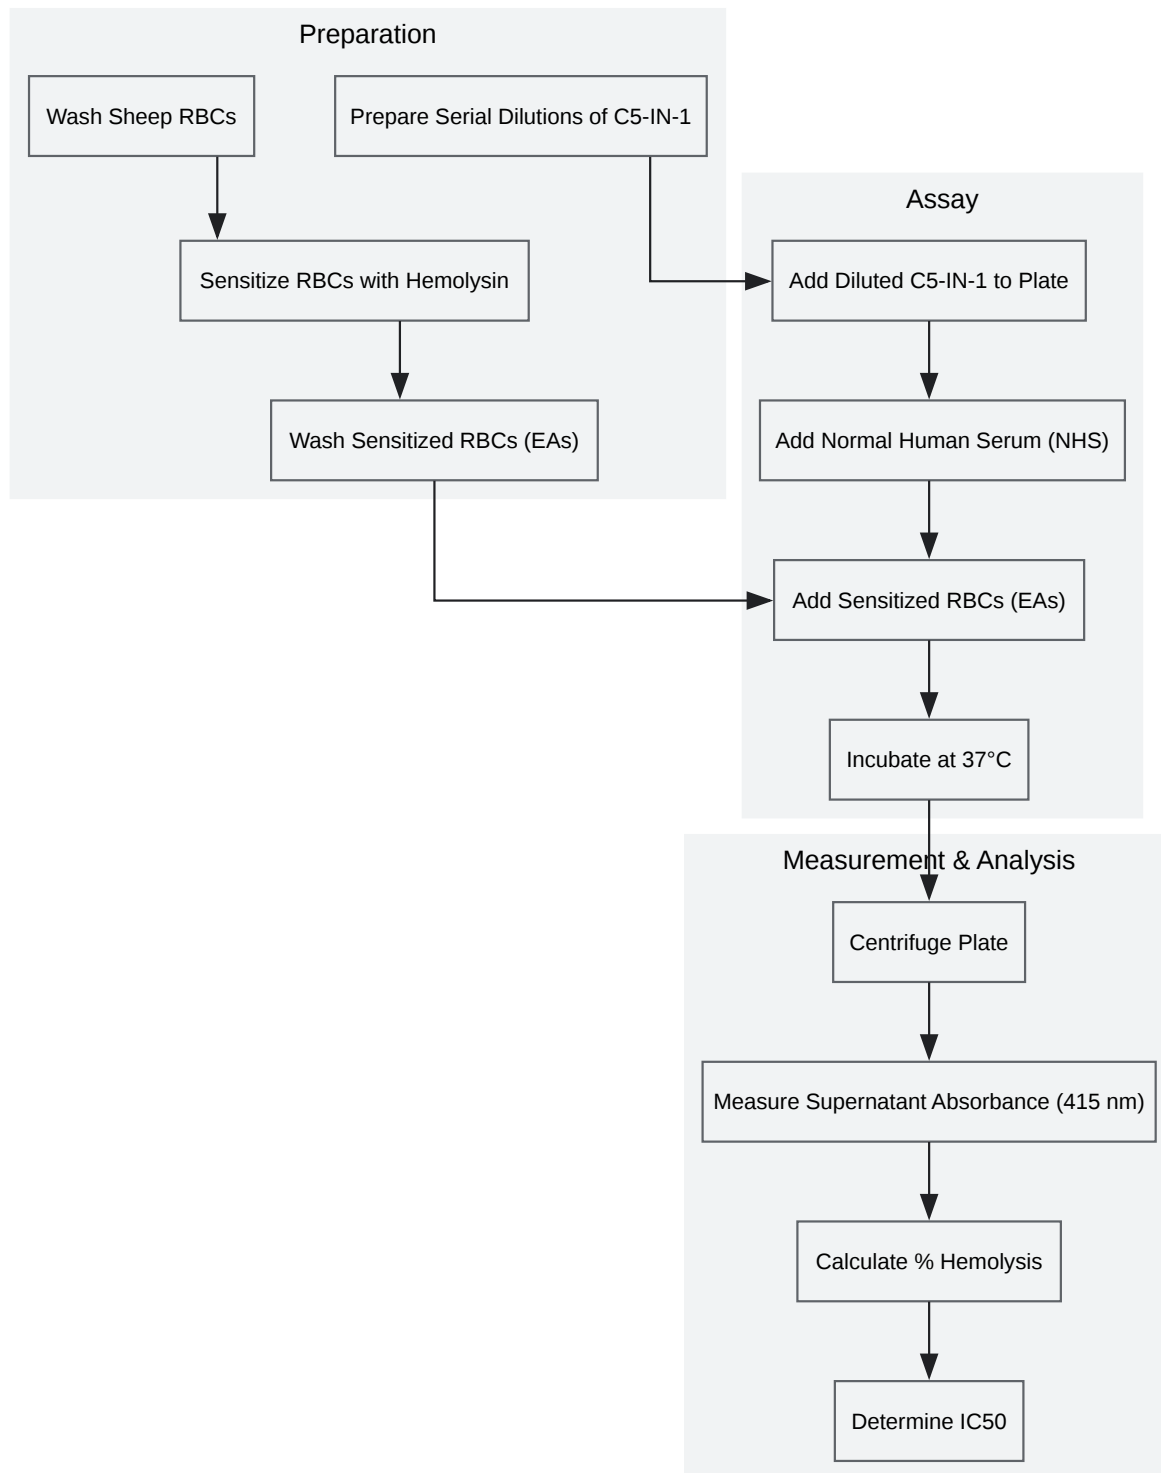 Preparation
Wash Sheep RBCs
Prepare Serial Dilutions of C5-IN-1
Sensitize RBCs with Hemolysin
Wash Sensitized RBCs (EAs)
Assay
Add Diluted C5-IN-1 to Plate
Add Normal Human Serum (NHS)
Add Sensitized RBCs (EAs)
Incubate at 37°C
Measurement & Analysis
Centrifuge Plate
Measure Supernatant Absorbance (415 nm)
Calculate % Hemolysis
Determine IC50